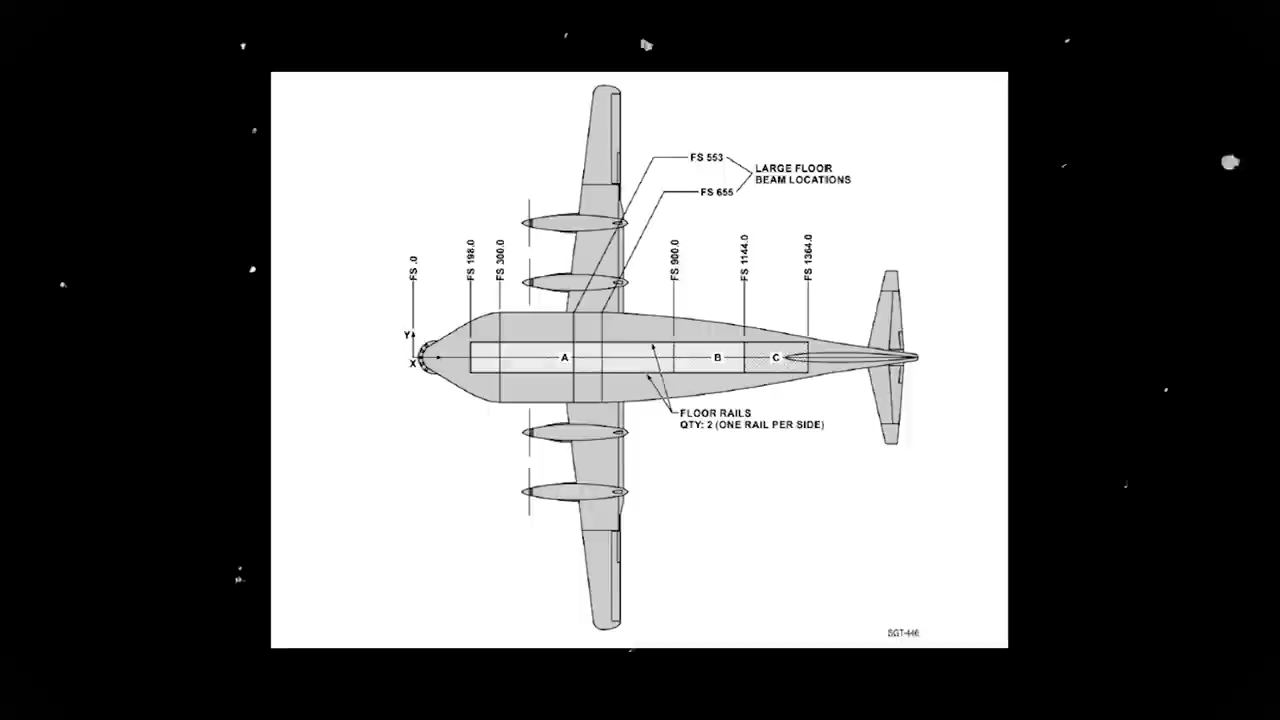 FS 553
LARGE FLOOR
BEAM LOCATIONS
FS 655
FS .0
FS 198.0
FS 300.0
FS 900.0
FS 1144.0
FS 1364.0
Y
X
A
B
C
FLOOR RAILS
QTY: 2 (ONE RAIL PER SIDE)
SGT-446